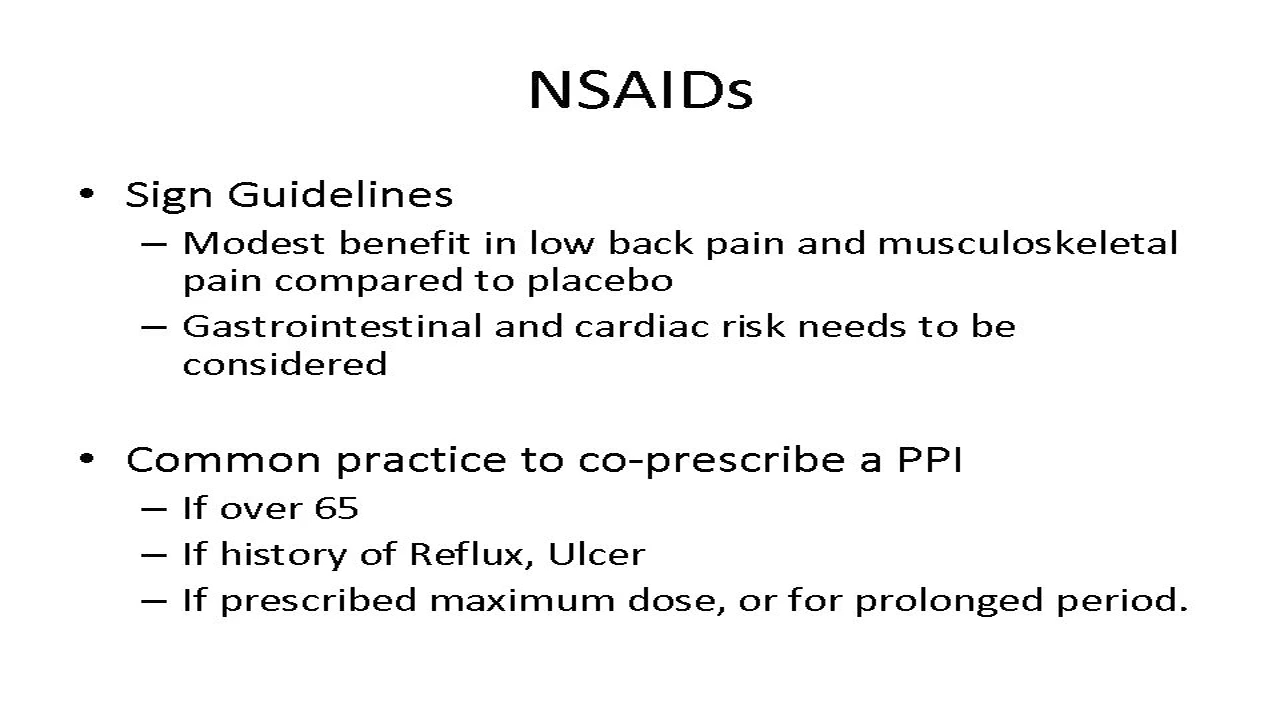 NSAIDs
• Sign Guidelines
– Modest benefit in low back pain and musculoskeletal
pain compared to placebo
– Gastrointestinal and cardiac risk needs to be
considered
• Common practice to co-prescribe a PPI
– If over 65
– If history of Reflux, Ulcer
– If prescribed maximum dose, or for prolonged period.